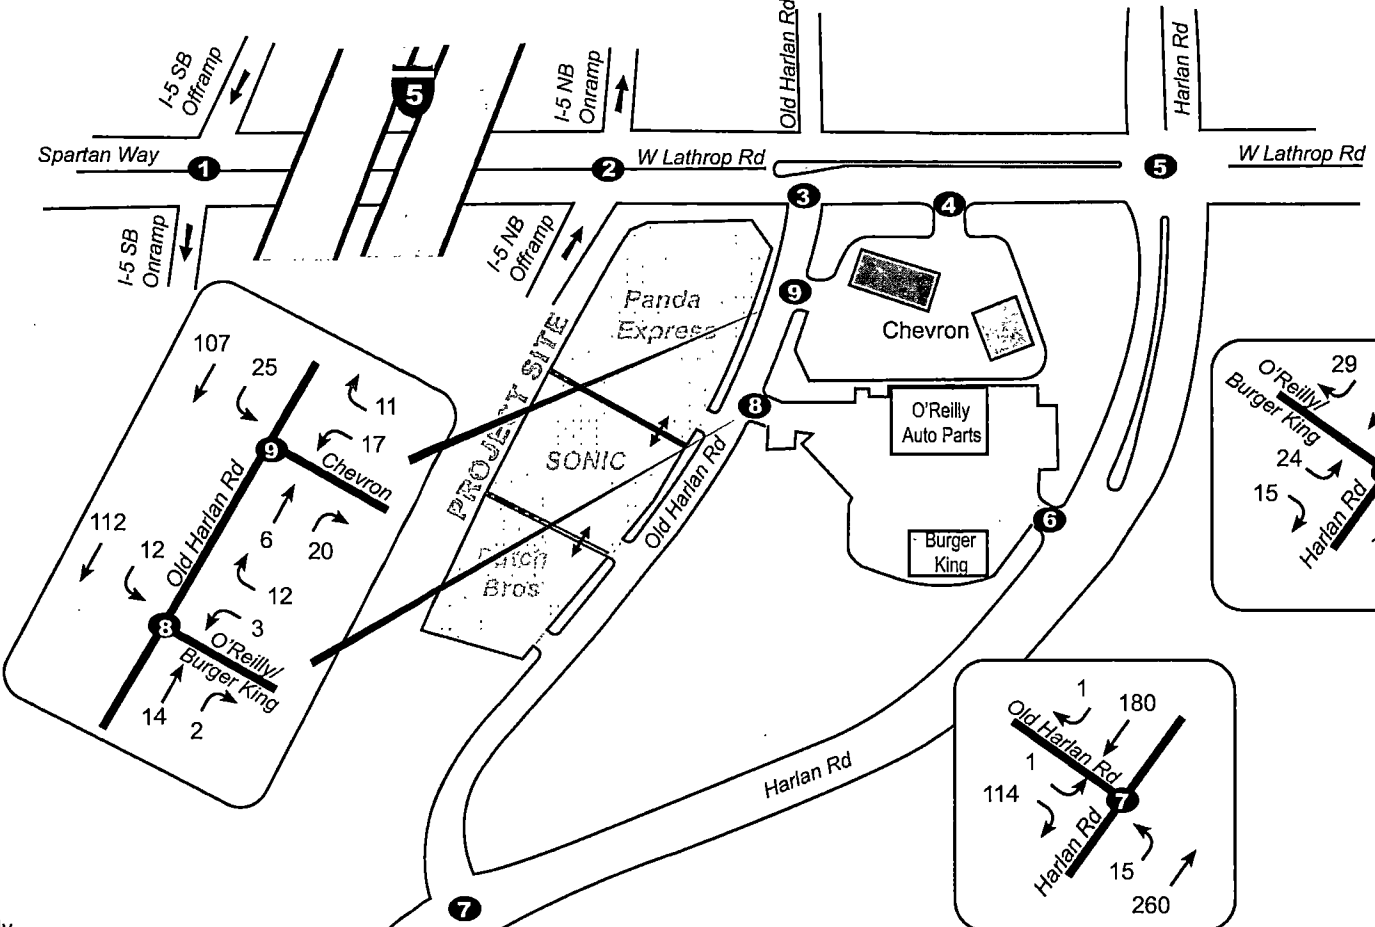 I-5 SB
Offramp
5
I-5 NB
Onramp
Old Harlan Rd
Harlan Rd
Spartan Way
1
2
W Lathrop Rd
5
W Lathrop Rd
3
4
I-5 SB
Onramp
I-5 NB
Offramp
9
Panda
Express
Chevron
PROJECT SITE
SONIC
8
O'Reilly
Auto Parts
Old Harlan Rd
6
Burger
King
Dutch
Bros
Harlan Rd
7
107
25
11
17
9
Chevron
Old Harlan Rd
6
20
112
12
12
3
8
O'Reilly/
Burger King
14
2
29
O'Reilly/
Burger King
24
15
Harlan Rd
1
180
Old Harlan Rd
1
114
7
Harlan Rd
15
260